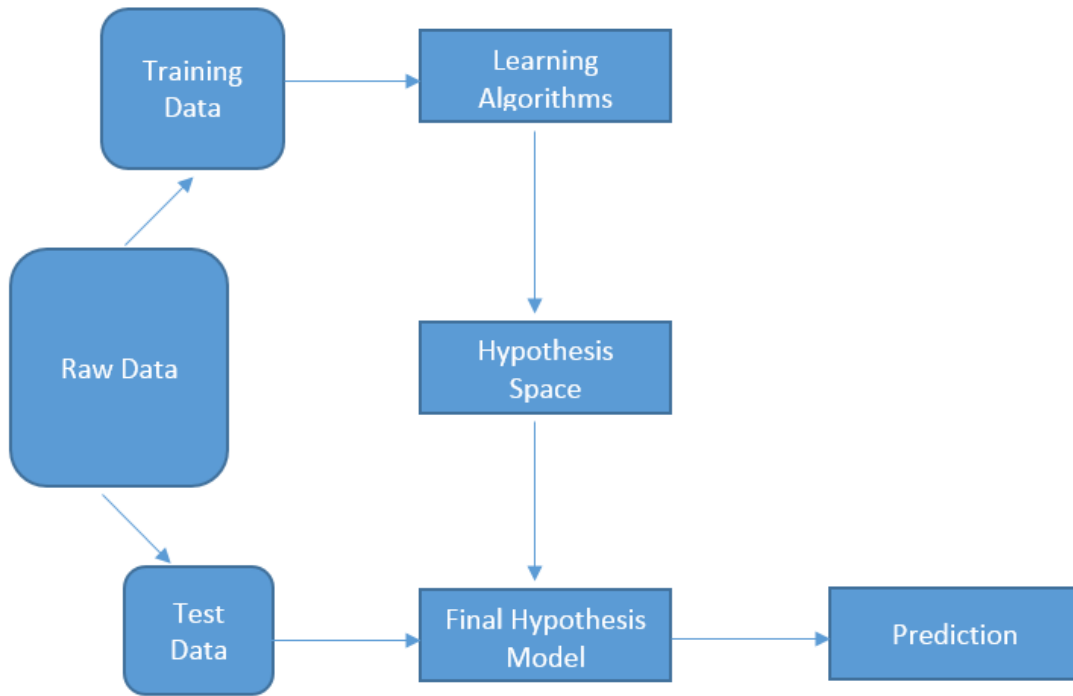 Training
Data
Learning
Algorithms
Raw Data
Hypothesis
Space
Test
Data
Final Hypothesis
Model
Prediction